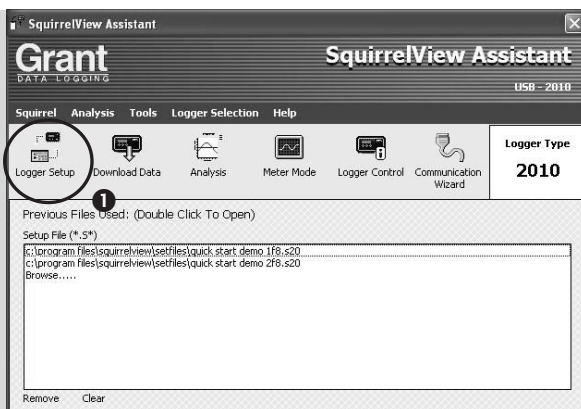 SquirrelView Assistant
Grant
DATA LOGGING
SquirrelView Assistant
USB - 2010
Squirrel Analysis Tools Logger Selection Help
Logger Setup Download Data Analysis Meter Mode Logger Control Communication Wizard
Logger Type
2010
1
Previous Files Used: (Double Click To Open)
Setup File (*.S*)
c:\program files\squirrelview\setfiles\quick start demo 1f8.s20
c:\program files\squirrelview\setfiles\quick start demo 2f8.s20
Browse.....
Remove Clear